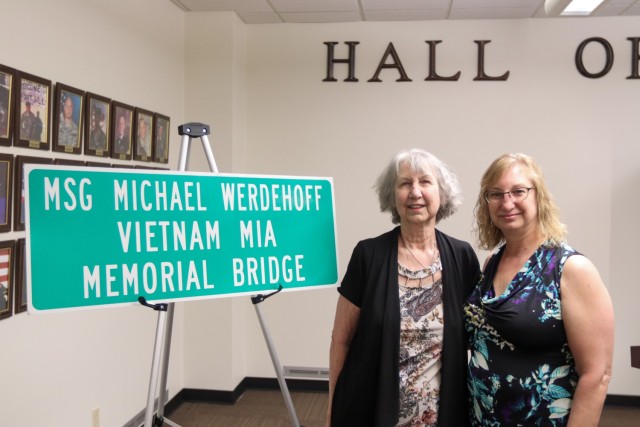 HALL OF
MSG MICHAEL WERDEHOFF
VIETNAM MIA
MEMORIAL BRIDGE